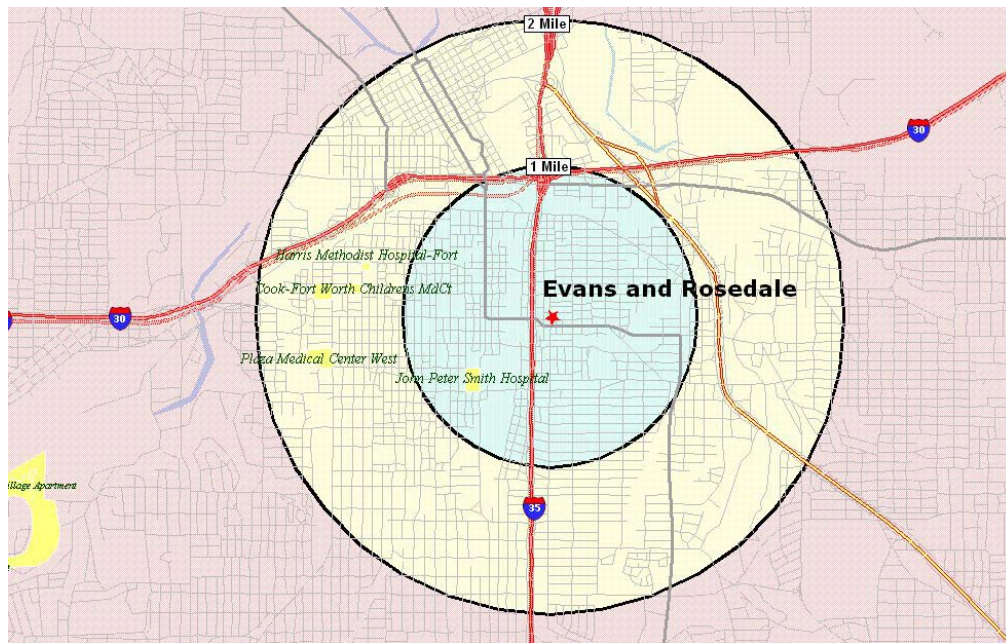 2 Mile
30
1 Mile
Harris Methodist Hospital-Fort
Cook-Fort Worth Childrens MdCt
Evans and Rosedale
30
Plaza Medical Center West
John Peter Smith Hospital
Apartment
35